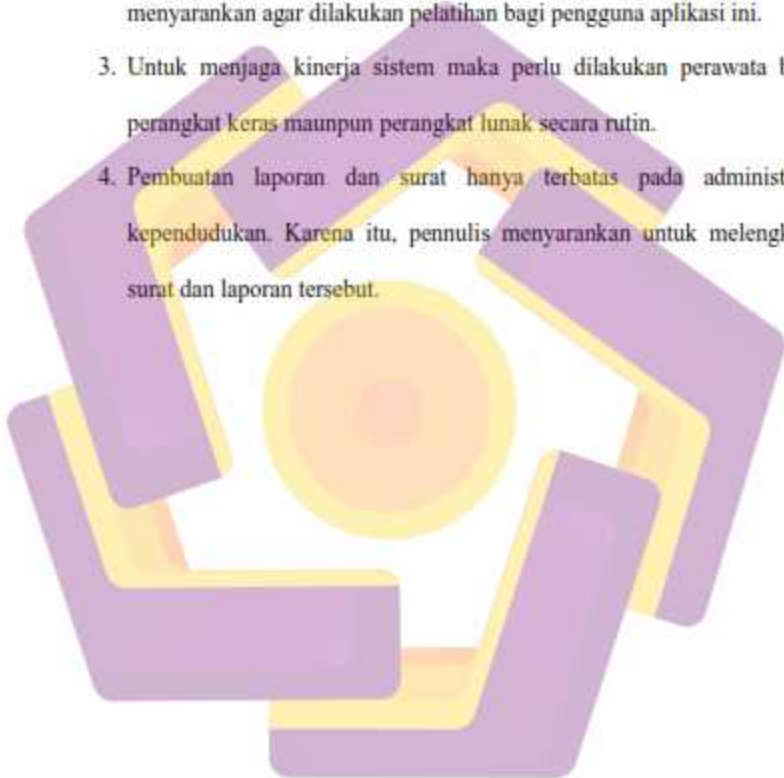 menyarankan agar dilakukan pelatihan bagi pengguna aplikasi ini.
3. Untuk menjaga kinerja sistem maka perlu dilakukan perawata
perangkat keras maunpun perangkat lunak secara rutin.
4. Pembuatan laporan dan surat hanya terbatas pada
kependudukan. Karena itu, pennulis menyarankan untuk
surat dan laporan tersebut.